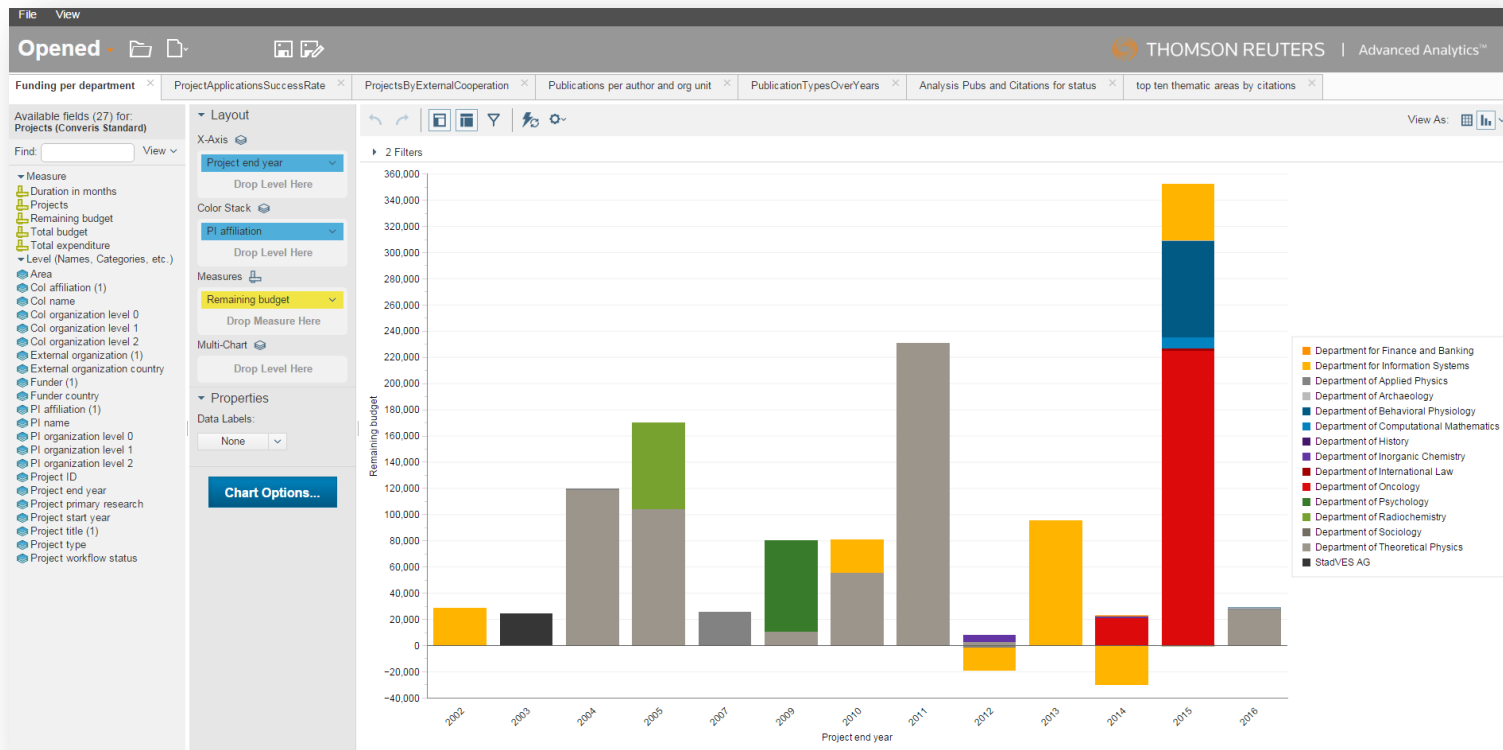 File View
Opened
THOMSON REUTERS | Advanced Analytics™
Funding per department
ProjectApplicationsSuccessRate
ProjectsByExternalCooperation
Publications per author and org unit
PublicationTypesOverYears
Analysis Pubs and Citations for status
top ten thematic areas by citations
Available fields (27) for:
Projects (Converis Standard)
Find:
View
Measure
Duration in months
Projects
Remaining budget
Total budget
Total expenditure
Level (Names, Categories, etc.)
Area
CoI affiliation (1)
CoI name
CoI organization level 0
CoI organization level 1
CoI organization level 2
External organization (1)
External organization country
Funder (1)
Funder country
PI affiliation (1)
PI name
PI organization level 0
PI organization level 1
PI organization level 2
Project ID
Project end year
Project primary research
Project start year
Project title (1)
Project type
Project workflow status
Layout
X-Axis
Project end year
Drop Level Here
Color Stack
PI affiliation
Drop Level Here
Measures
Remaining budget
Drop Measure Here
Multi-Chart
Drop Level Here
Properties
Data Labels:
None
Chart Options...
View As:
2 Filters
Remaining budget
360,000
340,000
320,000
300,000
280,000
260,000
240,000
220,000
200,000
180,000
160,000
140,000
120,000
100,000
80,000
60,000
40,000
20,000
0
−20,000
−40,000
2002
2003
2004
2005
2007
2009
2010
2011
2012
2013
2014
2015
2016
Project end year
Department for Finance and Banking
Department for Information Systems
Department of Applied Physics
Department of Archaeology
Department of Behavioral Physiology
Department of Computational Mathematics
Department of History
Department of Inorganic Chemistry
Department of International Law
Department of Oncology
Department of Psychology
Department of Radiochemistry
Department of Sociology
Department of Theoretical Physics
StadVES AG